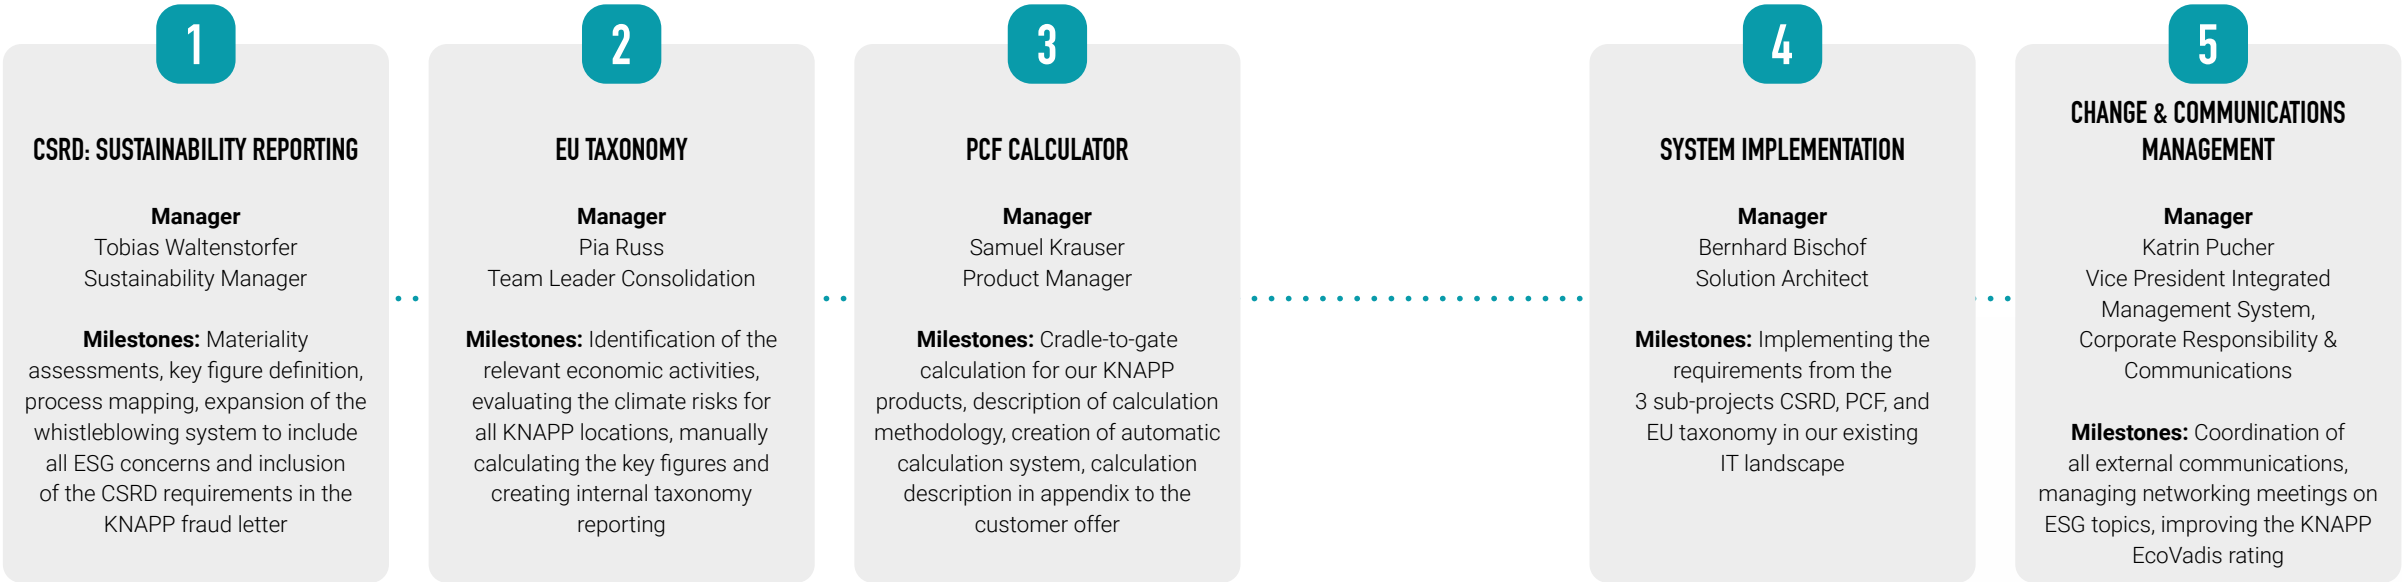 1
CSRD: SUSTAINABILITY REPORTING
Manager
Tobias Waltenstorfer
Sustainability Manager
Milestones: Materiality
assessments, key figure definition,
process mapping, expansion of the
whistleblowing system to include
all ESG concerns and inclusion
of the CSRD requirements in the
KNAPP fraud letter
2
EU TAXONOMY
Manager
Pia Russ
Team Leader Consolidation
Milestones: Identification of the
relevant economic activities,
evaluating the climate risks for
all KNAPP locations, manually
calculating the key figures and
creating internal taxonomy
reporting
3
PCF CALCULATOR
Manager
Samuel Krauser
Product Manager
Milestones: Cradle-to-gate
calculation for our KNAPP
products, description of calculation
methodology, creation of automatic
calculation system, calculation
description in appendix to the
customer offer
4
SYSTEM IMPLEMENTATION
Manager
Bernhard Bischof
Solution Architect
Milestones: Implementing the
requirements from the
3 sub-projects CSRD, PCF, and
EU taxonomy in our existing
IT landscape
5
CHANGE & COMMUNICATIONS
MANAGEMENT
Manager
Katrin Pucher
Vice President Integrated
Management System,
Corporate Responsibility &
Communications
Milestones: Coordination of
all external communications,
managing networking meetings on
ESG topics, improving the KNAPP
EcoVadis rating